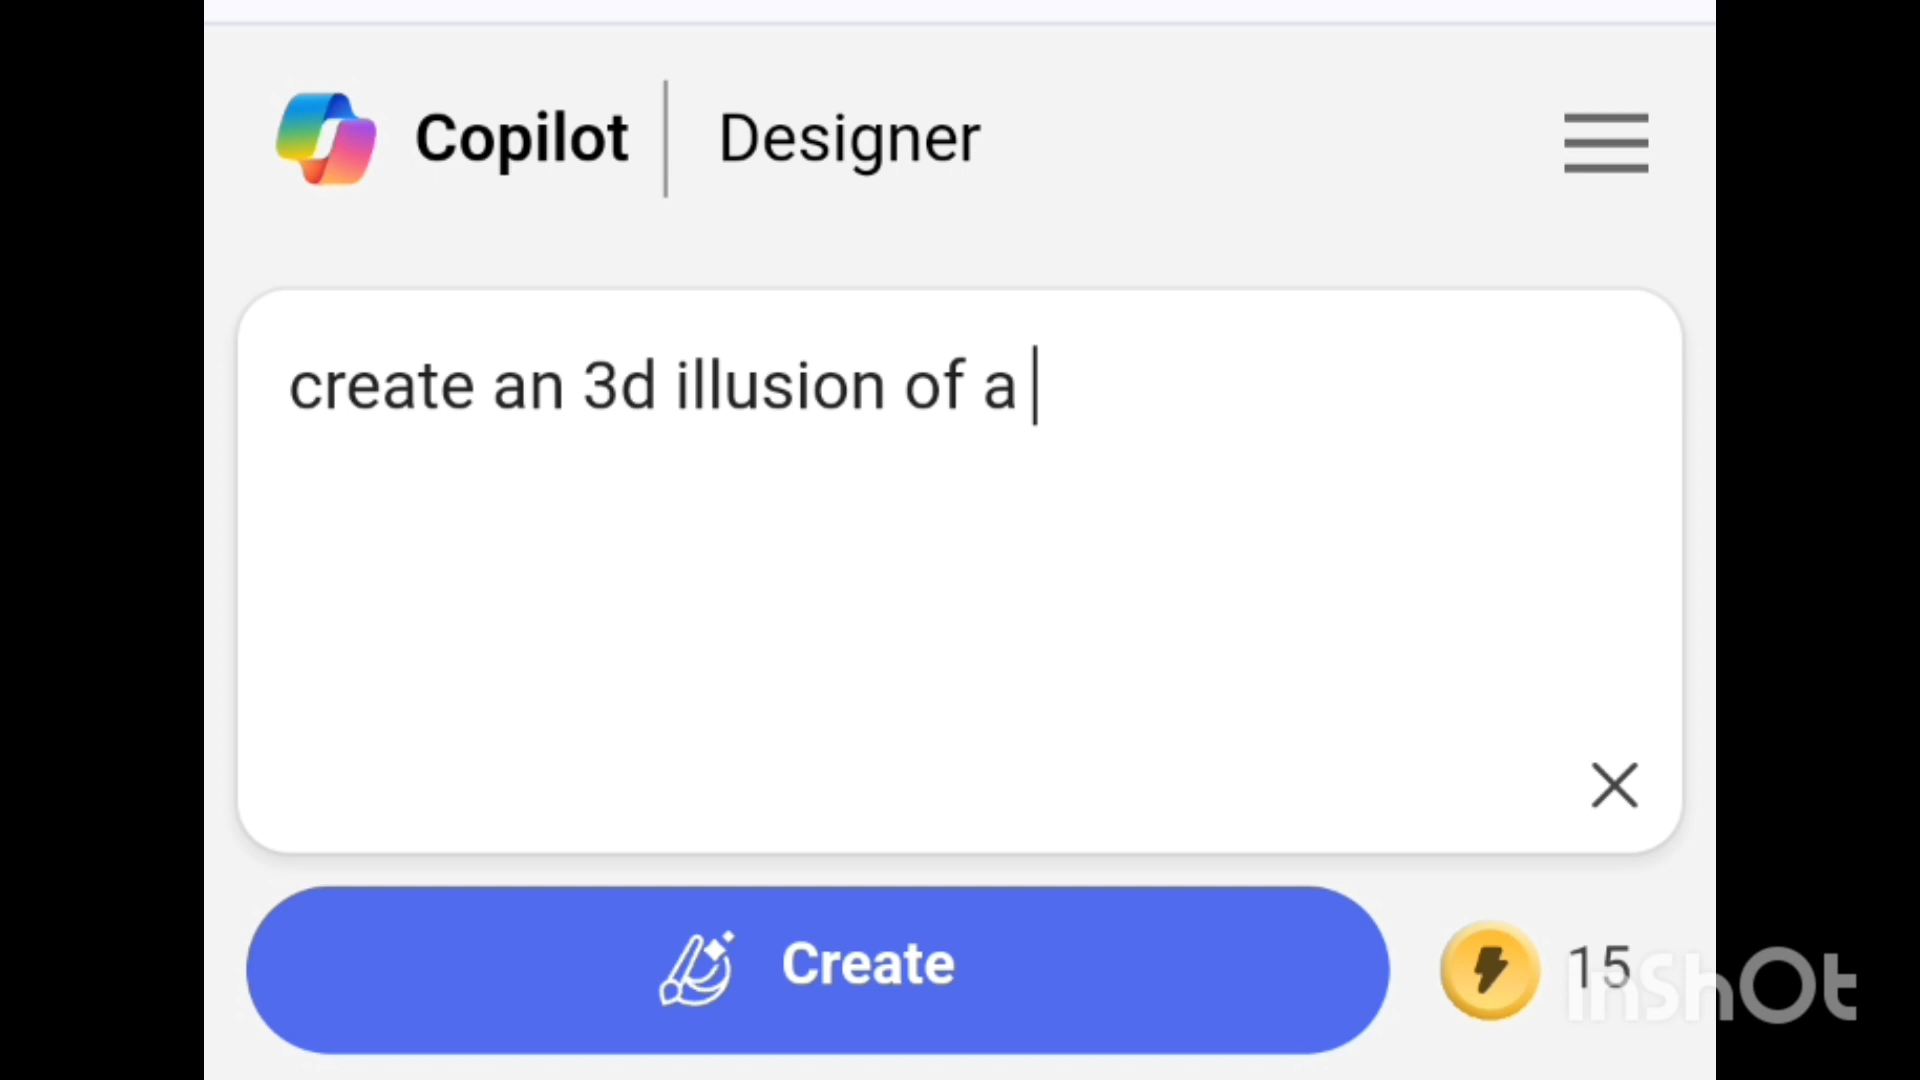 Copilot | Designer
create an 3d illusion of a
Create
15
InShOt